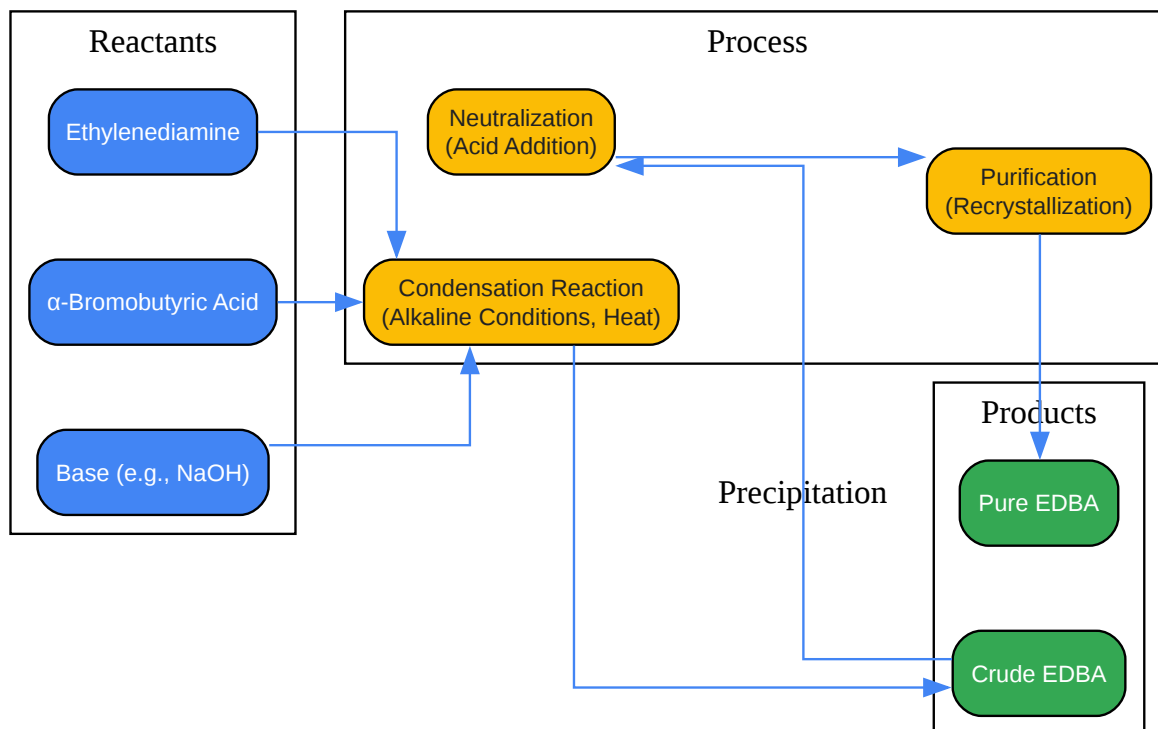 Reactants
Ethylenediamine
α-Bromobutyric Acid
Base (e.g., NaOH)
Process
Neutralization
(Acid Addition)
Purification
(Recrystallization)
Condensation Reaction
(Alkaline Conditions, Heat)
Precipitation
Products
Pure EDBA
Crude EDBA